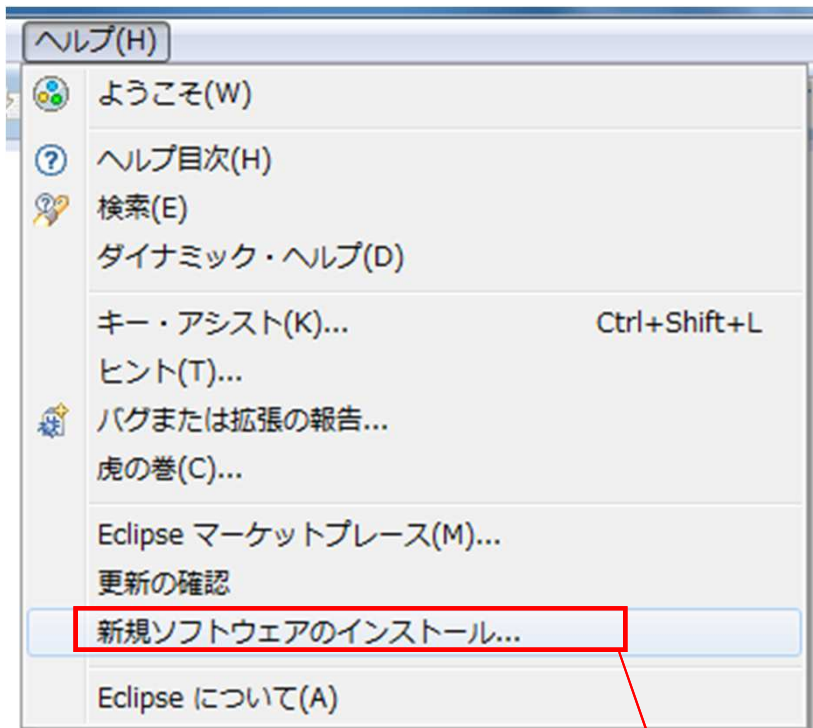 ヘルプ(H)
ようこそ(W)
ヘルプ目次(H)
検索(E)
ダイナミック・ヘルプ(D)
キー・アシスト(K)... Ctrl+Shift+L
ヒント(T)...
バグまたは拡張の報告...
虎の巻(C)...
Eclipse マーケットプレース(M)...
更新の確認
新規ソフトウェアのインストール...
Eclipse について(A)